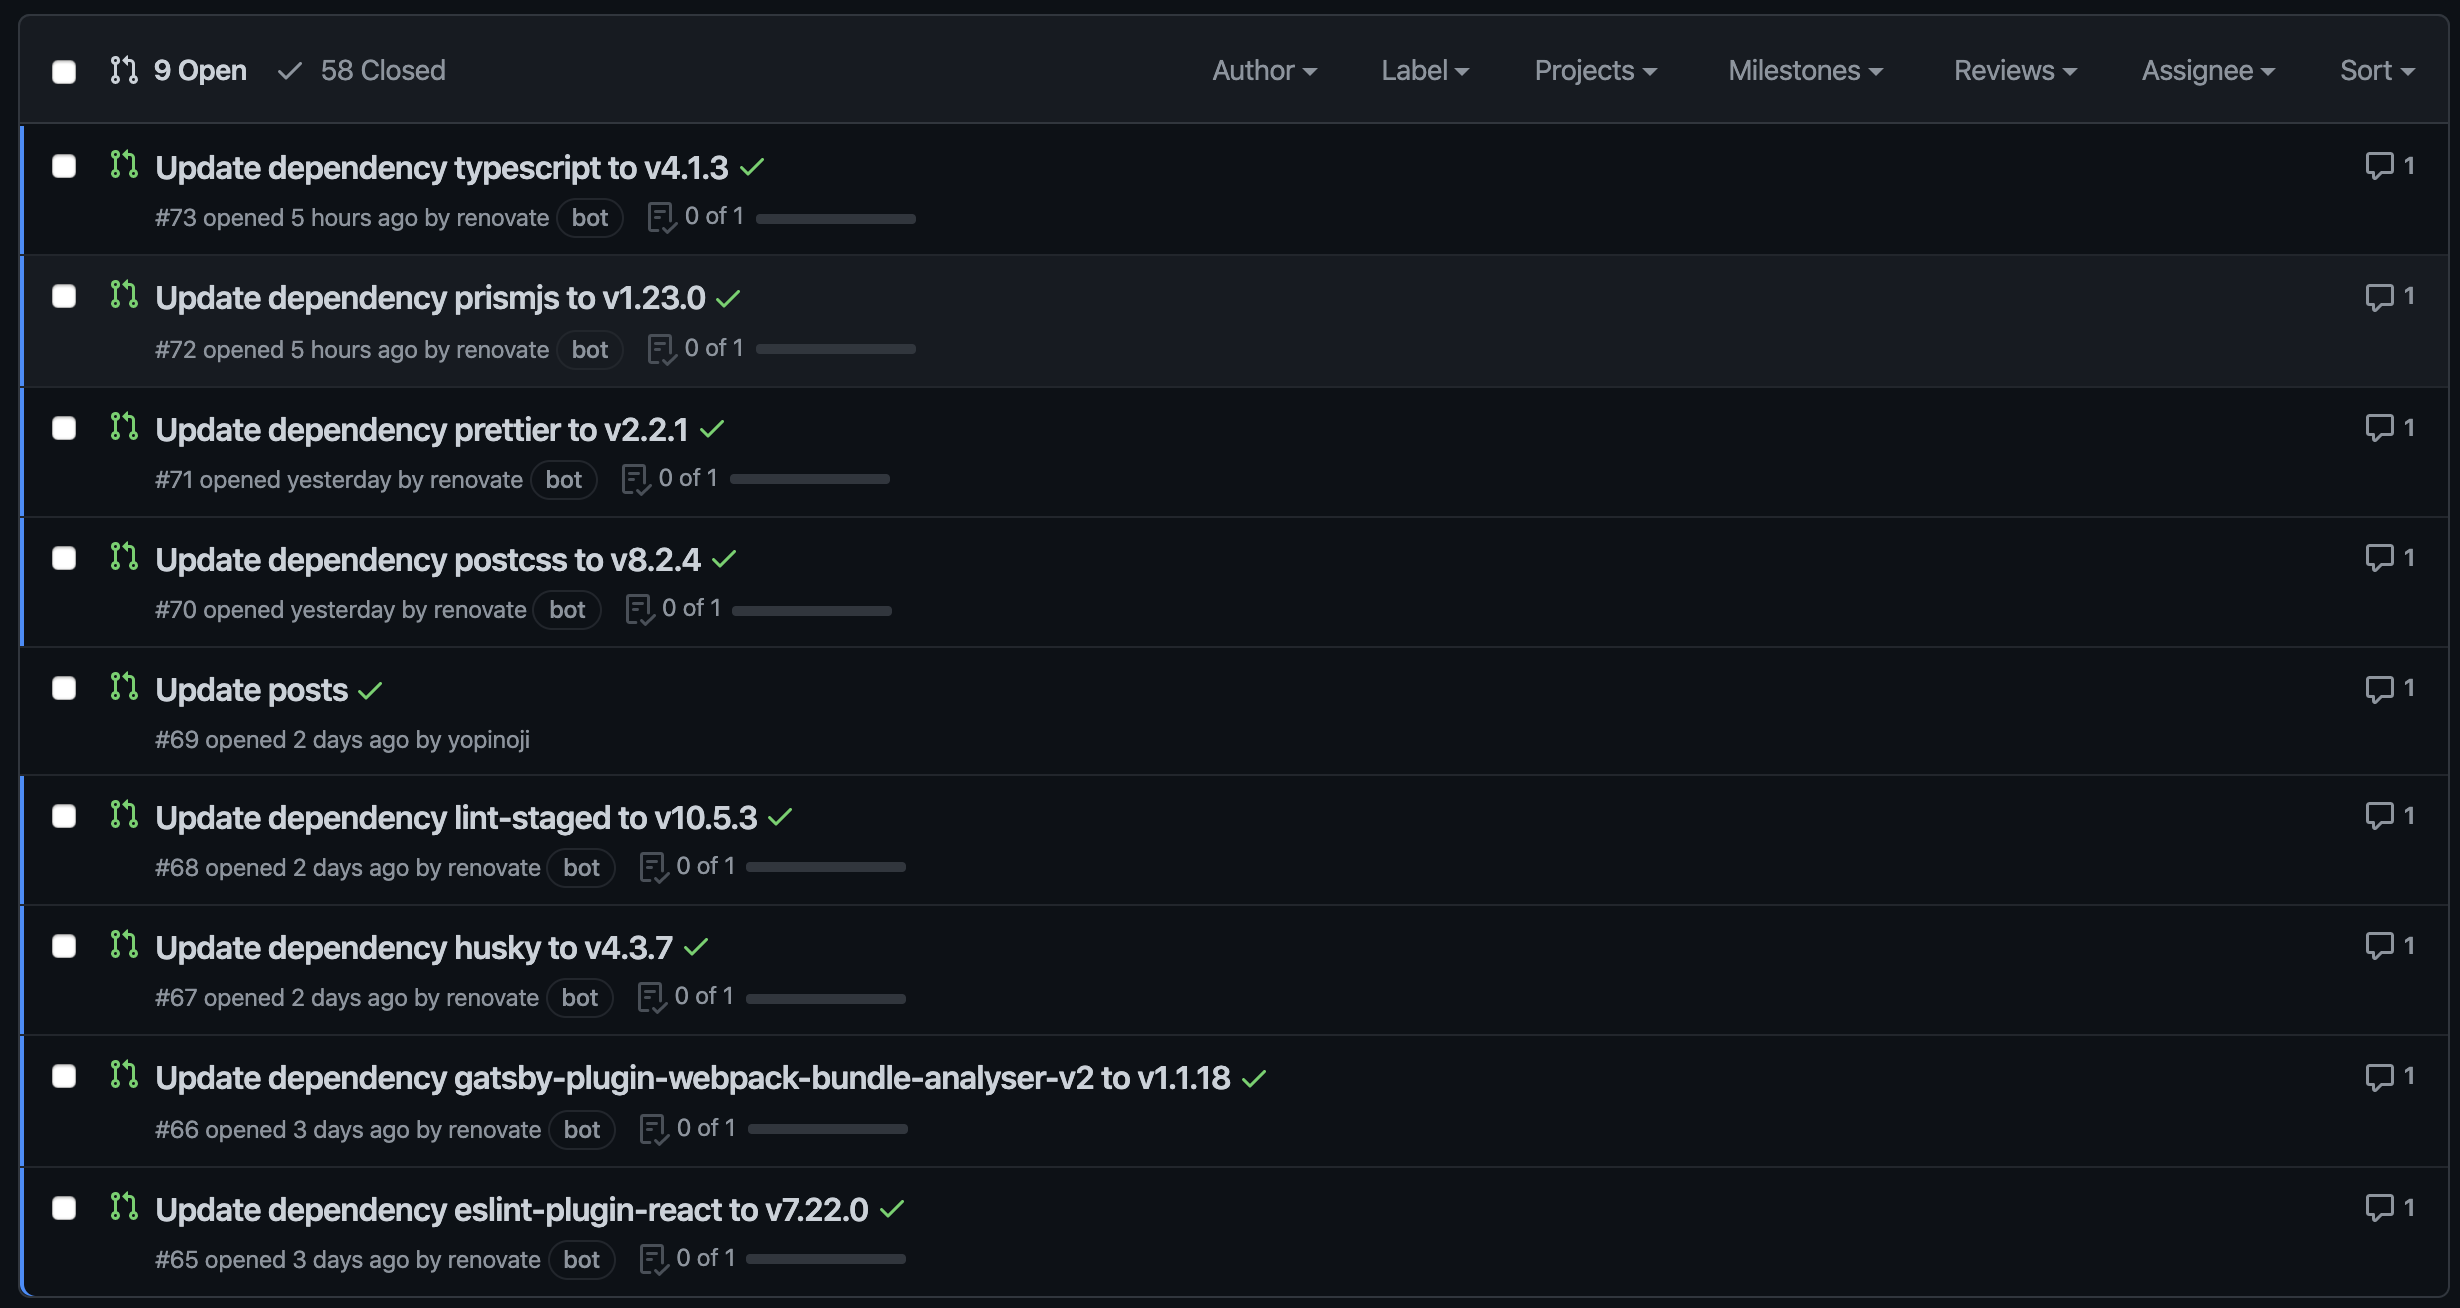 9 Open 58 Closed Author Label Projects Milestones Reviews Assignee Sort
Update dependency typescript to v4.1.3 1
#73 opened 5 hours ago by renovate bot 0 of 1
Update dependency prismjs to v1.23.0 1
#72 opened 5 hours ago by renovate bot 0 of 1
Update dependency prettier to v2.2.1 1
#71 opened yesterday by renovate bot 0 of 1
Update dependency postcss to v8.2.4 1
#70 opened yesterday by renovate bot 0 of 1
Update posts 1
#69 opened 2 days ago by yopinoji
Update dependency lint-staged to v10.5.3 1
#68 opened 2 days ago by renovate bot 0 of 1
Update dependency husky to v4.3.7 1
#67 opened 2 days ago by renovate bot 0 of 1
Update dependency gatsby-plugin-webpack-bundle-analyser-v2 to v1.1.18 1
#66 opened 3 days ago by renovate bot 0 of 1
Update dependency eslint-plugin-react to v7.22.0 1
#65 opened 3 days ago by renovate bot 0 of 1